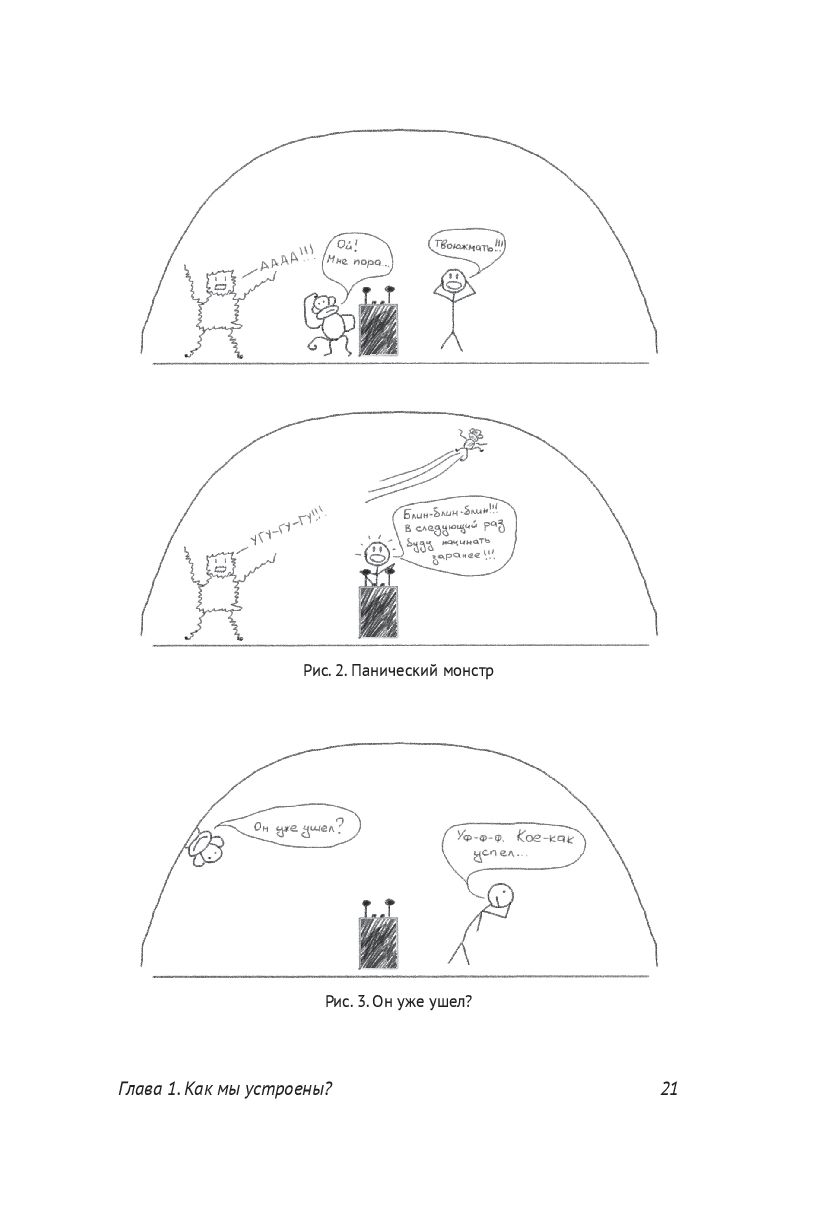 АААА!!!
Ой!
Мне пора...
Твоюжмать!!!
УГУ-ГУ-ГУ!!!
Блин-блин-блин!!!
В следующий раз
буду начинать
заранее!!!
Рис. 2. Панический монстр
Он уже ушел?
Уф-ф-ф. Кое-как
успел...
Рис. 3. Он уже ушел?
Глава 1. Как мы устроены? 21